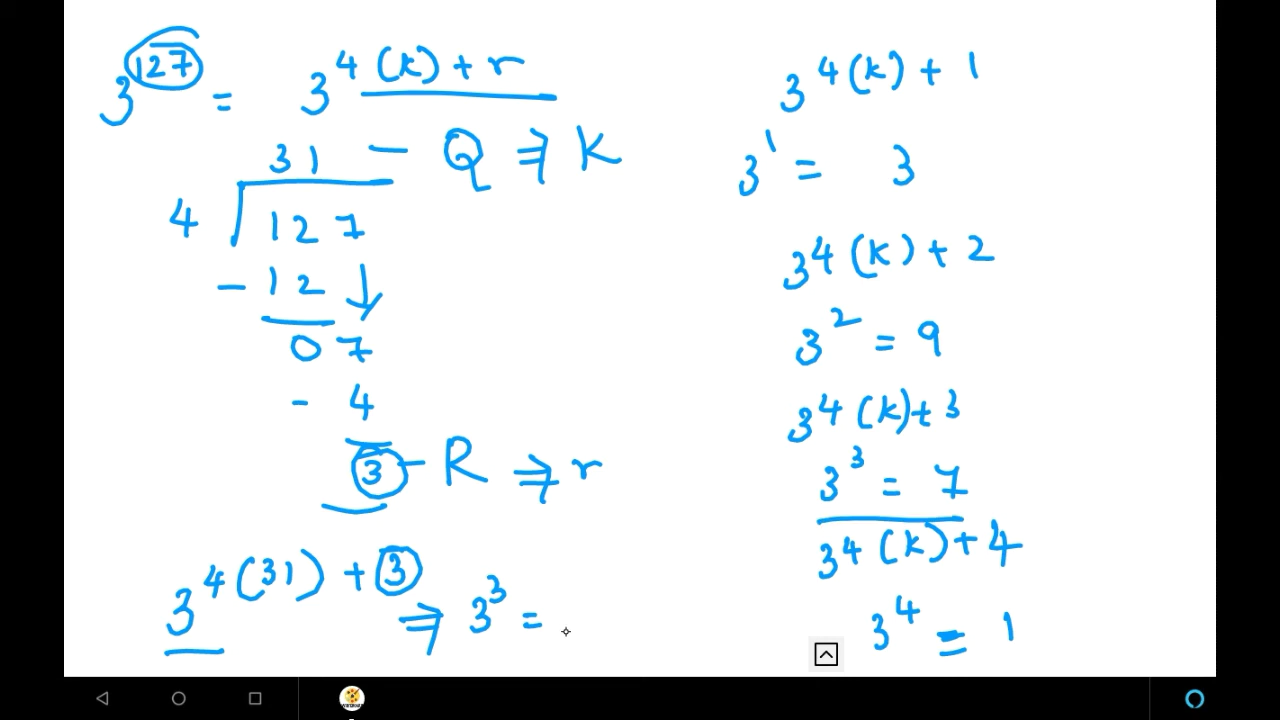 3^127 = 3^4(k)+r
31 - Q ⇒ K
4 √127
- 12 ↓
07
- 4
3 - R ⇒ r
3^4(31)+3 ⇒ 3^3 =
3^4(k)+1
3^1 = 3
3^4(k)+2
3^2 = 9
3^4(k)+3
3^3 = 7
3^4(k)+4
3^4 = 1